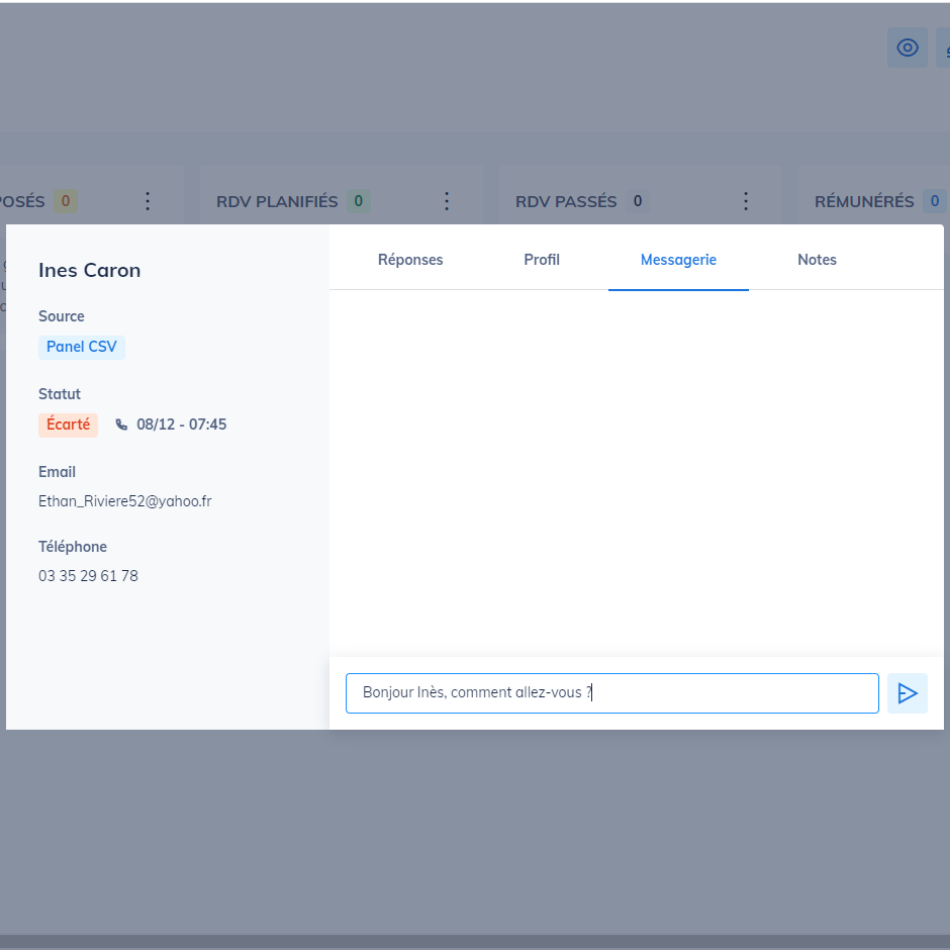 OSÉS 0
RDV PLANIFIÉS 0
RDV PASSÉS 0
RÉMUNÉRÉS 0
Ines Caron
Source
Panel CSV
Statut
Écarté 08/12 - 07:45
Email
Ethan_Riviere52@yahoo.fr
Téléphone
03 35 29 61 78
Réponses Profil Messagerie Notes
Bonjour Inès, comment allez-vous ?